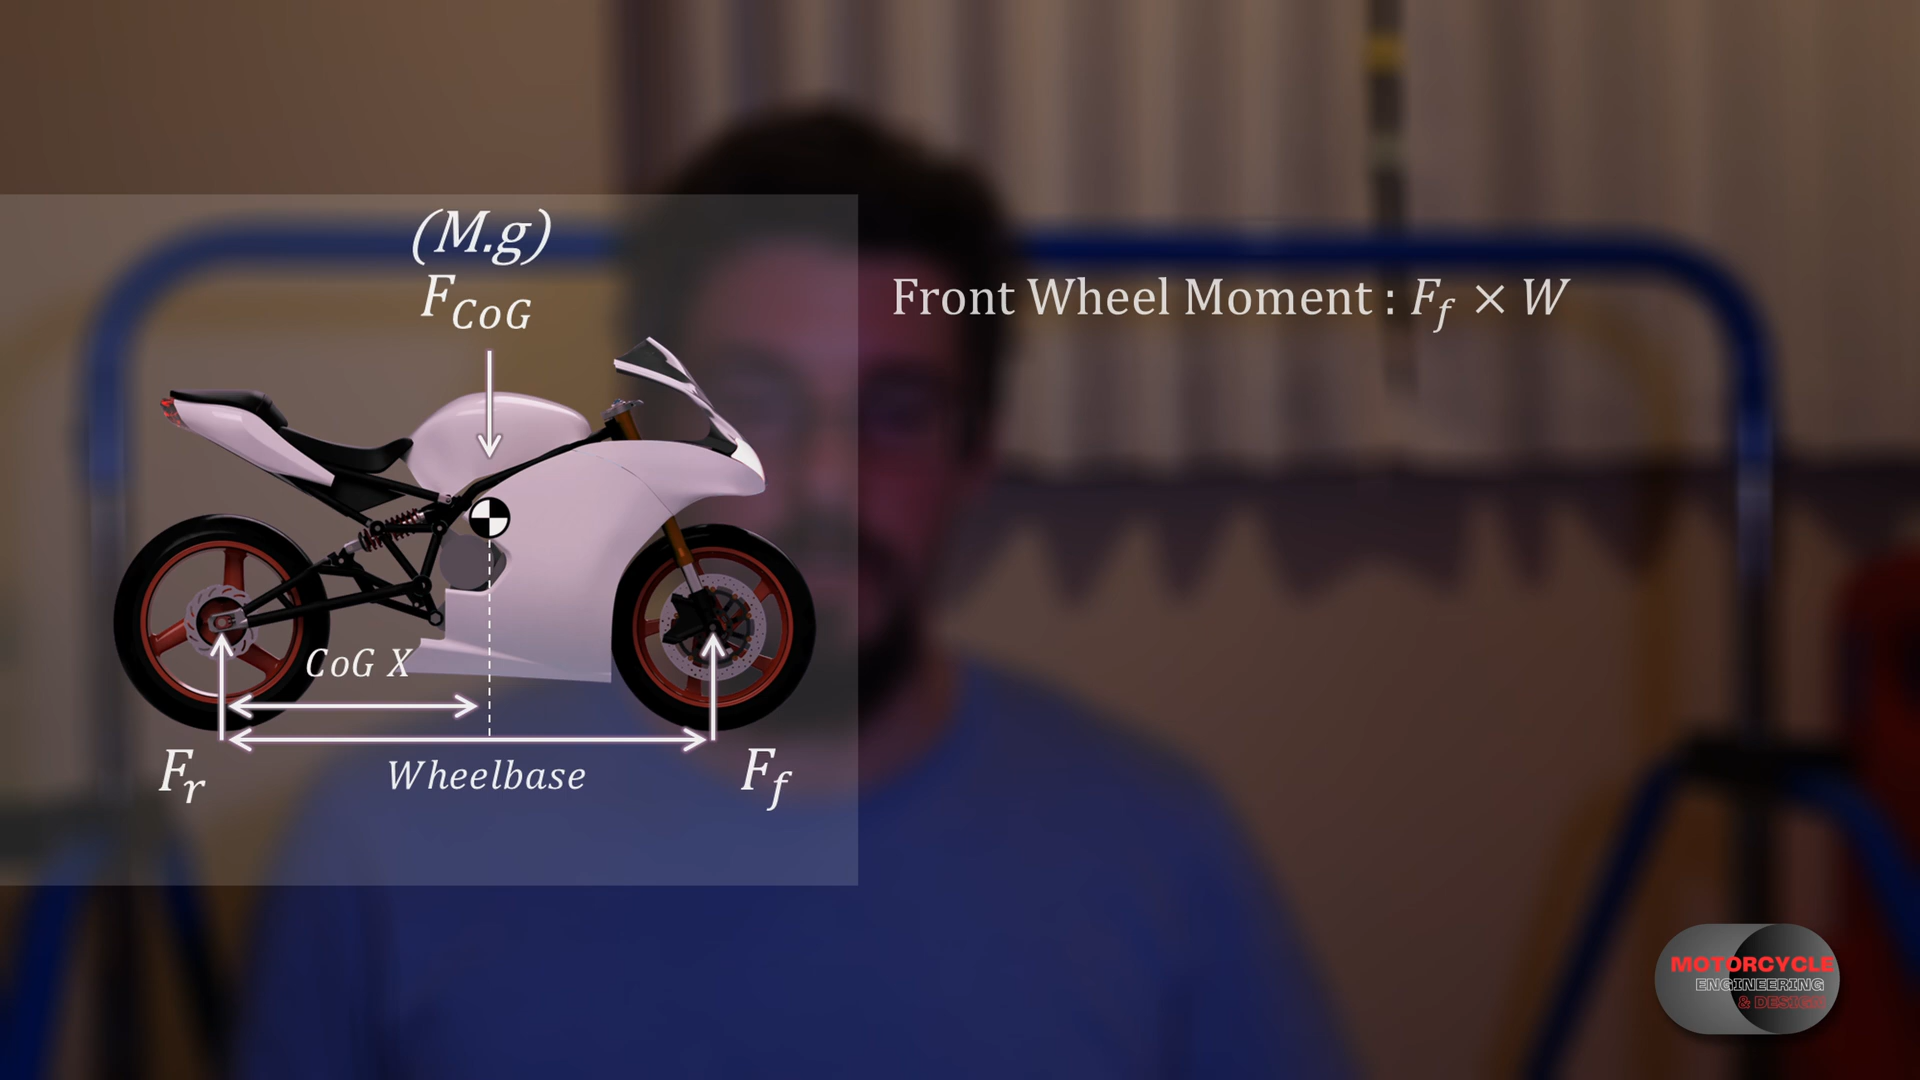 (M.g)
F_CoG
Front Wheel Moment : F_f × W
CoG X
F_r
Wheelbase
F_f
MOTORCYCLE
ENGINEERING
& DESIGN